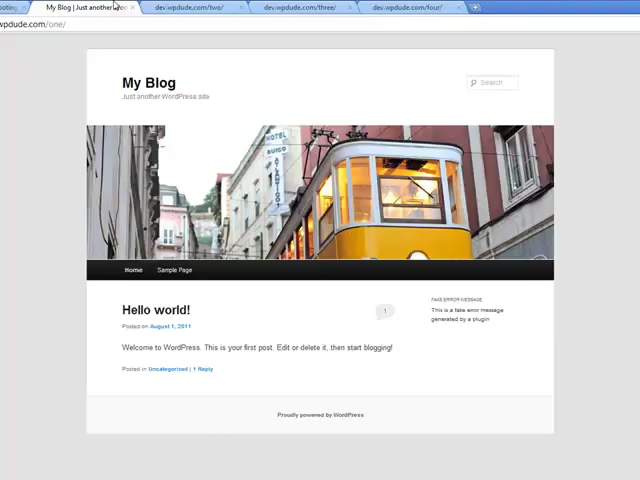 My Blog | Just another
dev.wpdude.com/two/
dev.wpdude.com/three/
dev.wpdude.com/four/
wpdude.com/one/
My Blog
Just another WordPress site
Search
HOTEL
Home
Sample Page
Hello world!
1
Posted on August 1, 2011
Welcome to WordPress. This is your first post. Edit or delete it, then start blogging!
Posted in Uncategorized | 1 Reply
FAKE ERROR MESSAGE
This is a fake error message
generated by a plugin
Proudly powered by WordPress